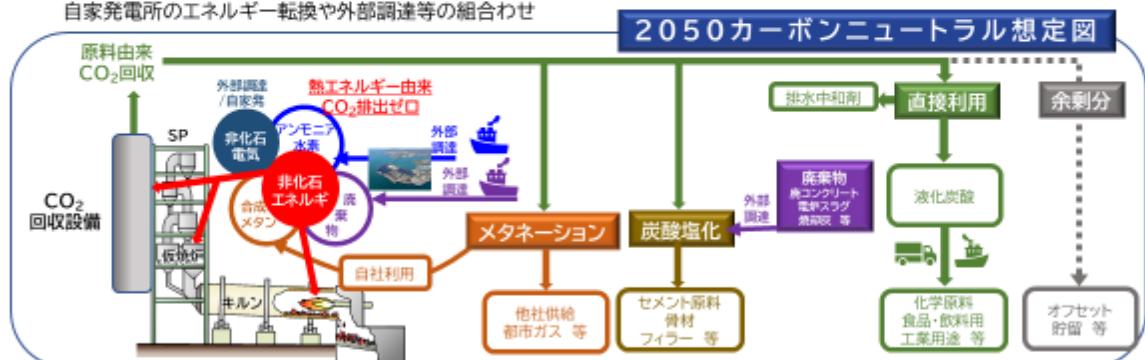 自家発電所のエネルギー転換や外部調達等の組合わせ
2050カーボンニュートラル想定図
原料由来
CO₂回収
外部調達
/自家発
熱エネルギー由来
CO₂排出ゼロ
SP
非化石
電気
アンモニア
水素
外部
調達
非化石
エネルギ
外部
調達
合成
メタン
廃
棄
物
CO₂
回収設備
仮焼炉
キルン
自社利用
メタネーション
他社供給
都市ガス 等
炭酸塩化
セメント原料
骨材
フィラー 等
外部
調達
廃棄物
廃コンクリート
電炉スラグ
焼却灰 等
排水中和剤
直接利用
液化炭酸
化学原料
食品・飲料用
工業用途 等
余剰分
オフセット
貯留 等